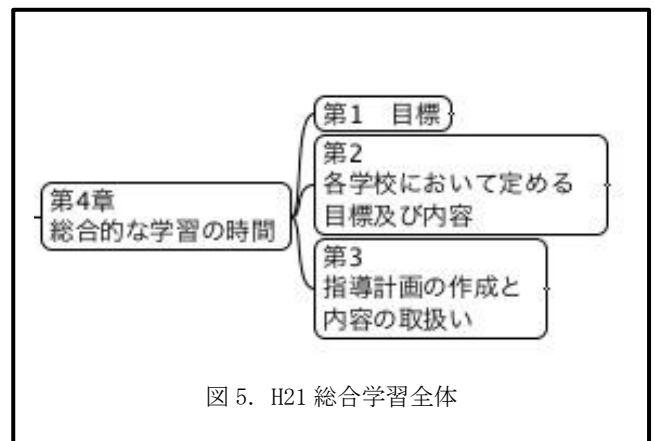 第4章
総合的な学習の時間
第1　目標
第2
各学校において定める
目標及び内容
第3
指導計画の作成と
内容の取扱い
図 5. H21 総合学習全体